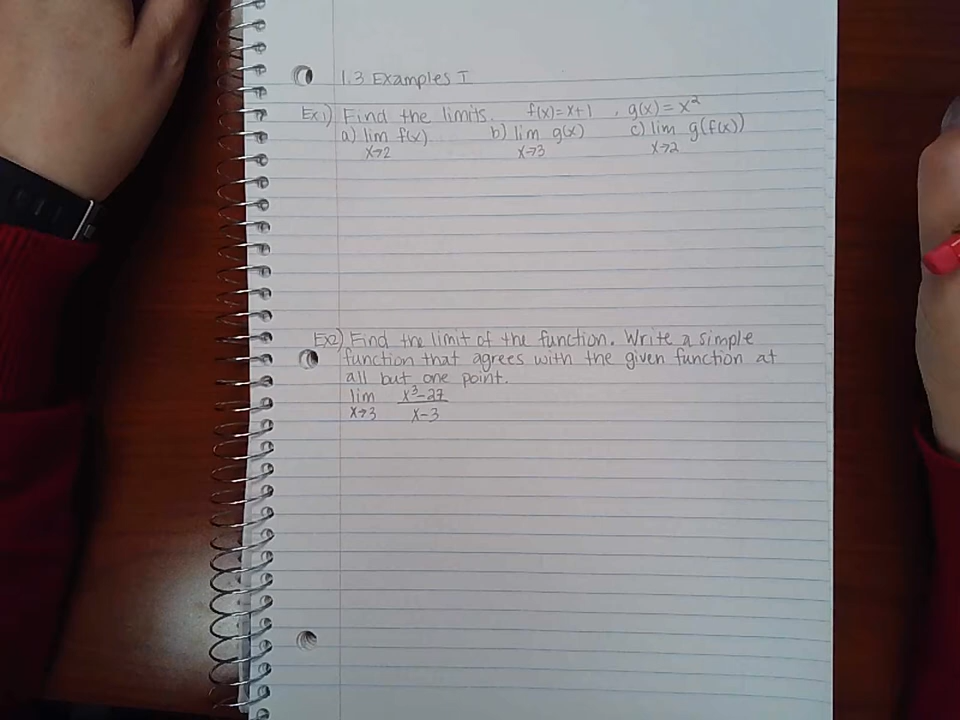 1.3 Examples I
Ex1) Find the limits. f(x)=x+1 , g(x)=x²
a) lim f(x) b) lim g(x) c) lim g(f(x))
x→2 x→3 x→2
Ex2) Find the limit of the function. Write a simple
function that agrees with the given function at
all but one point.
lim x³-27
x→3 x-3